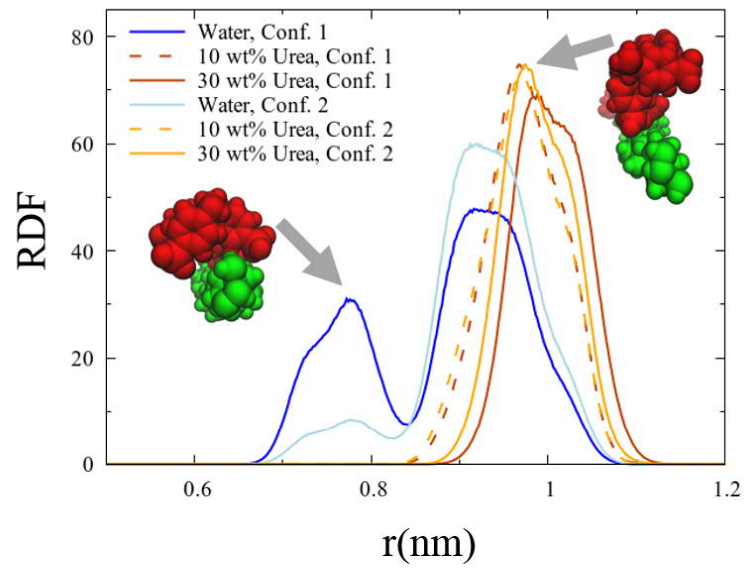 80
60
40
20
0
RDF
Water, Conf. 1
10 wt% Urea, Conf. 1
30 wt% Urea, Conf. 1
Water, Conf. 2
10 wt% Urea, Conf. 2
30 wt% Urea, Conf. 2
0.6 0.8 1 1.2
r(nm)